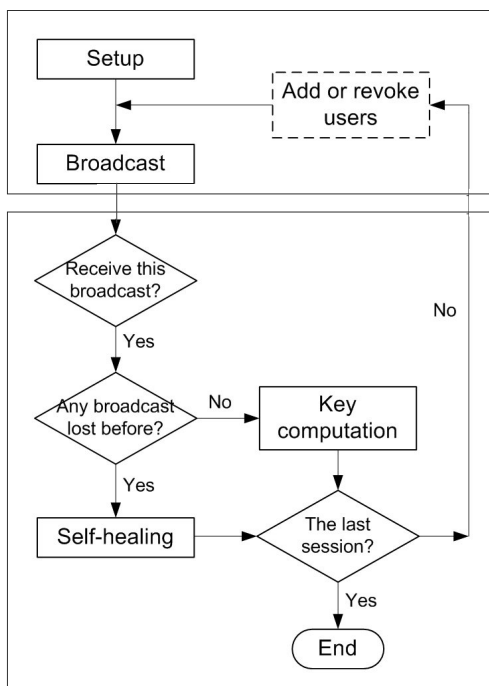 Setup
Add or revoke
users
Broadcast
Receive this
broadcast?
Yes
No
Any broadcast
lost before?
No
Key
computation
Yes
Self-healing
The last
session?
Yes
End